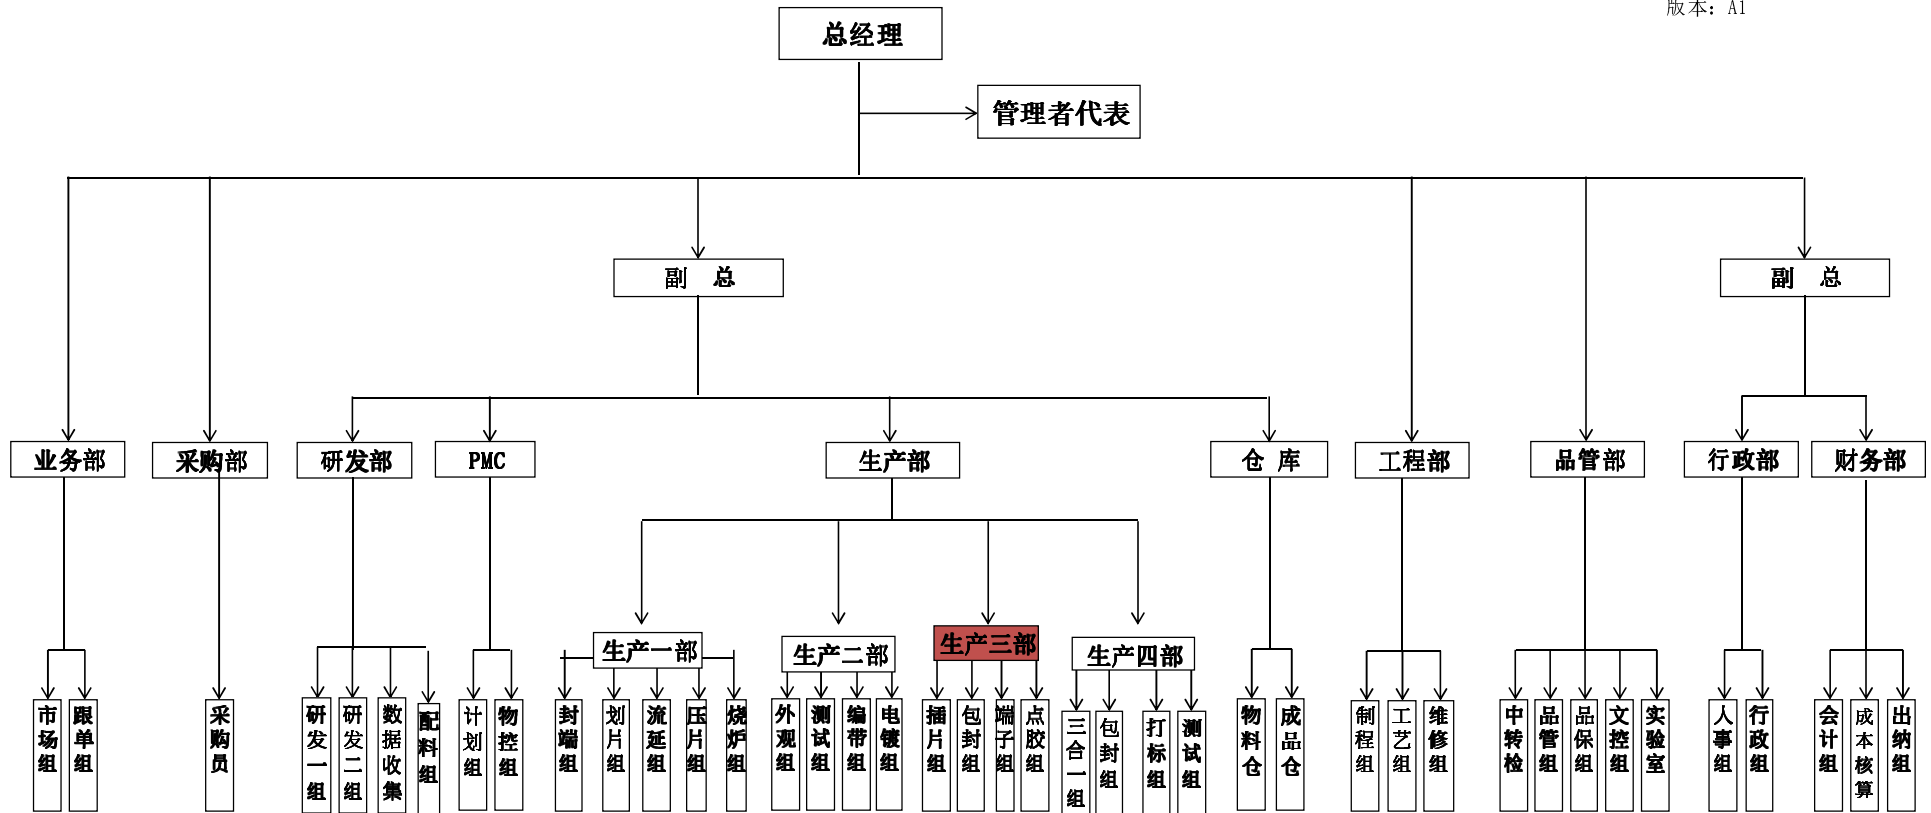 版本: A1
总经理
管理者代表
副 总
副 总
业务部
采购部
研发部
PMC
生产部
仓 库
工程部
品管部
行政部
财务部
生产一部
生产二部
生产三部
生产四部
市场组
跟单组
采购员
研发一组
研发二组
数据收集
配料组
计划组
物控组
封端组
划片组
流延组
压片组
烧炉组
外观组
测试组
编带组
电镀组
插片组
包封组
端子组
点胶组
三合一组
包封组
打标组
测试组
物料仓
成品仓
制程组
工艺组
维修组
中转检
品管组
品保组
文控组
实验室
人事组
行政组
会计组
成本核算
出纳组